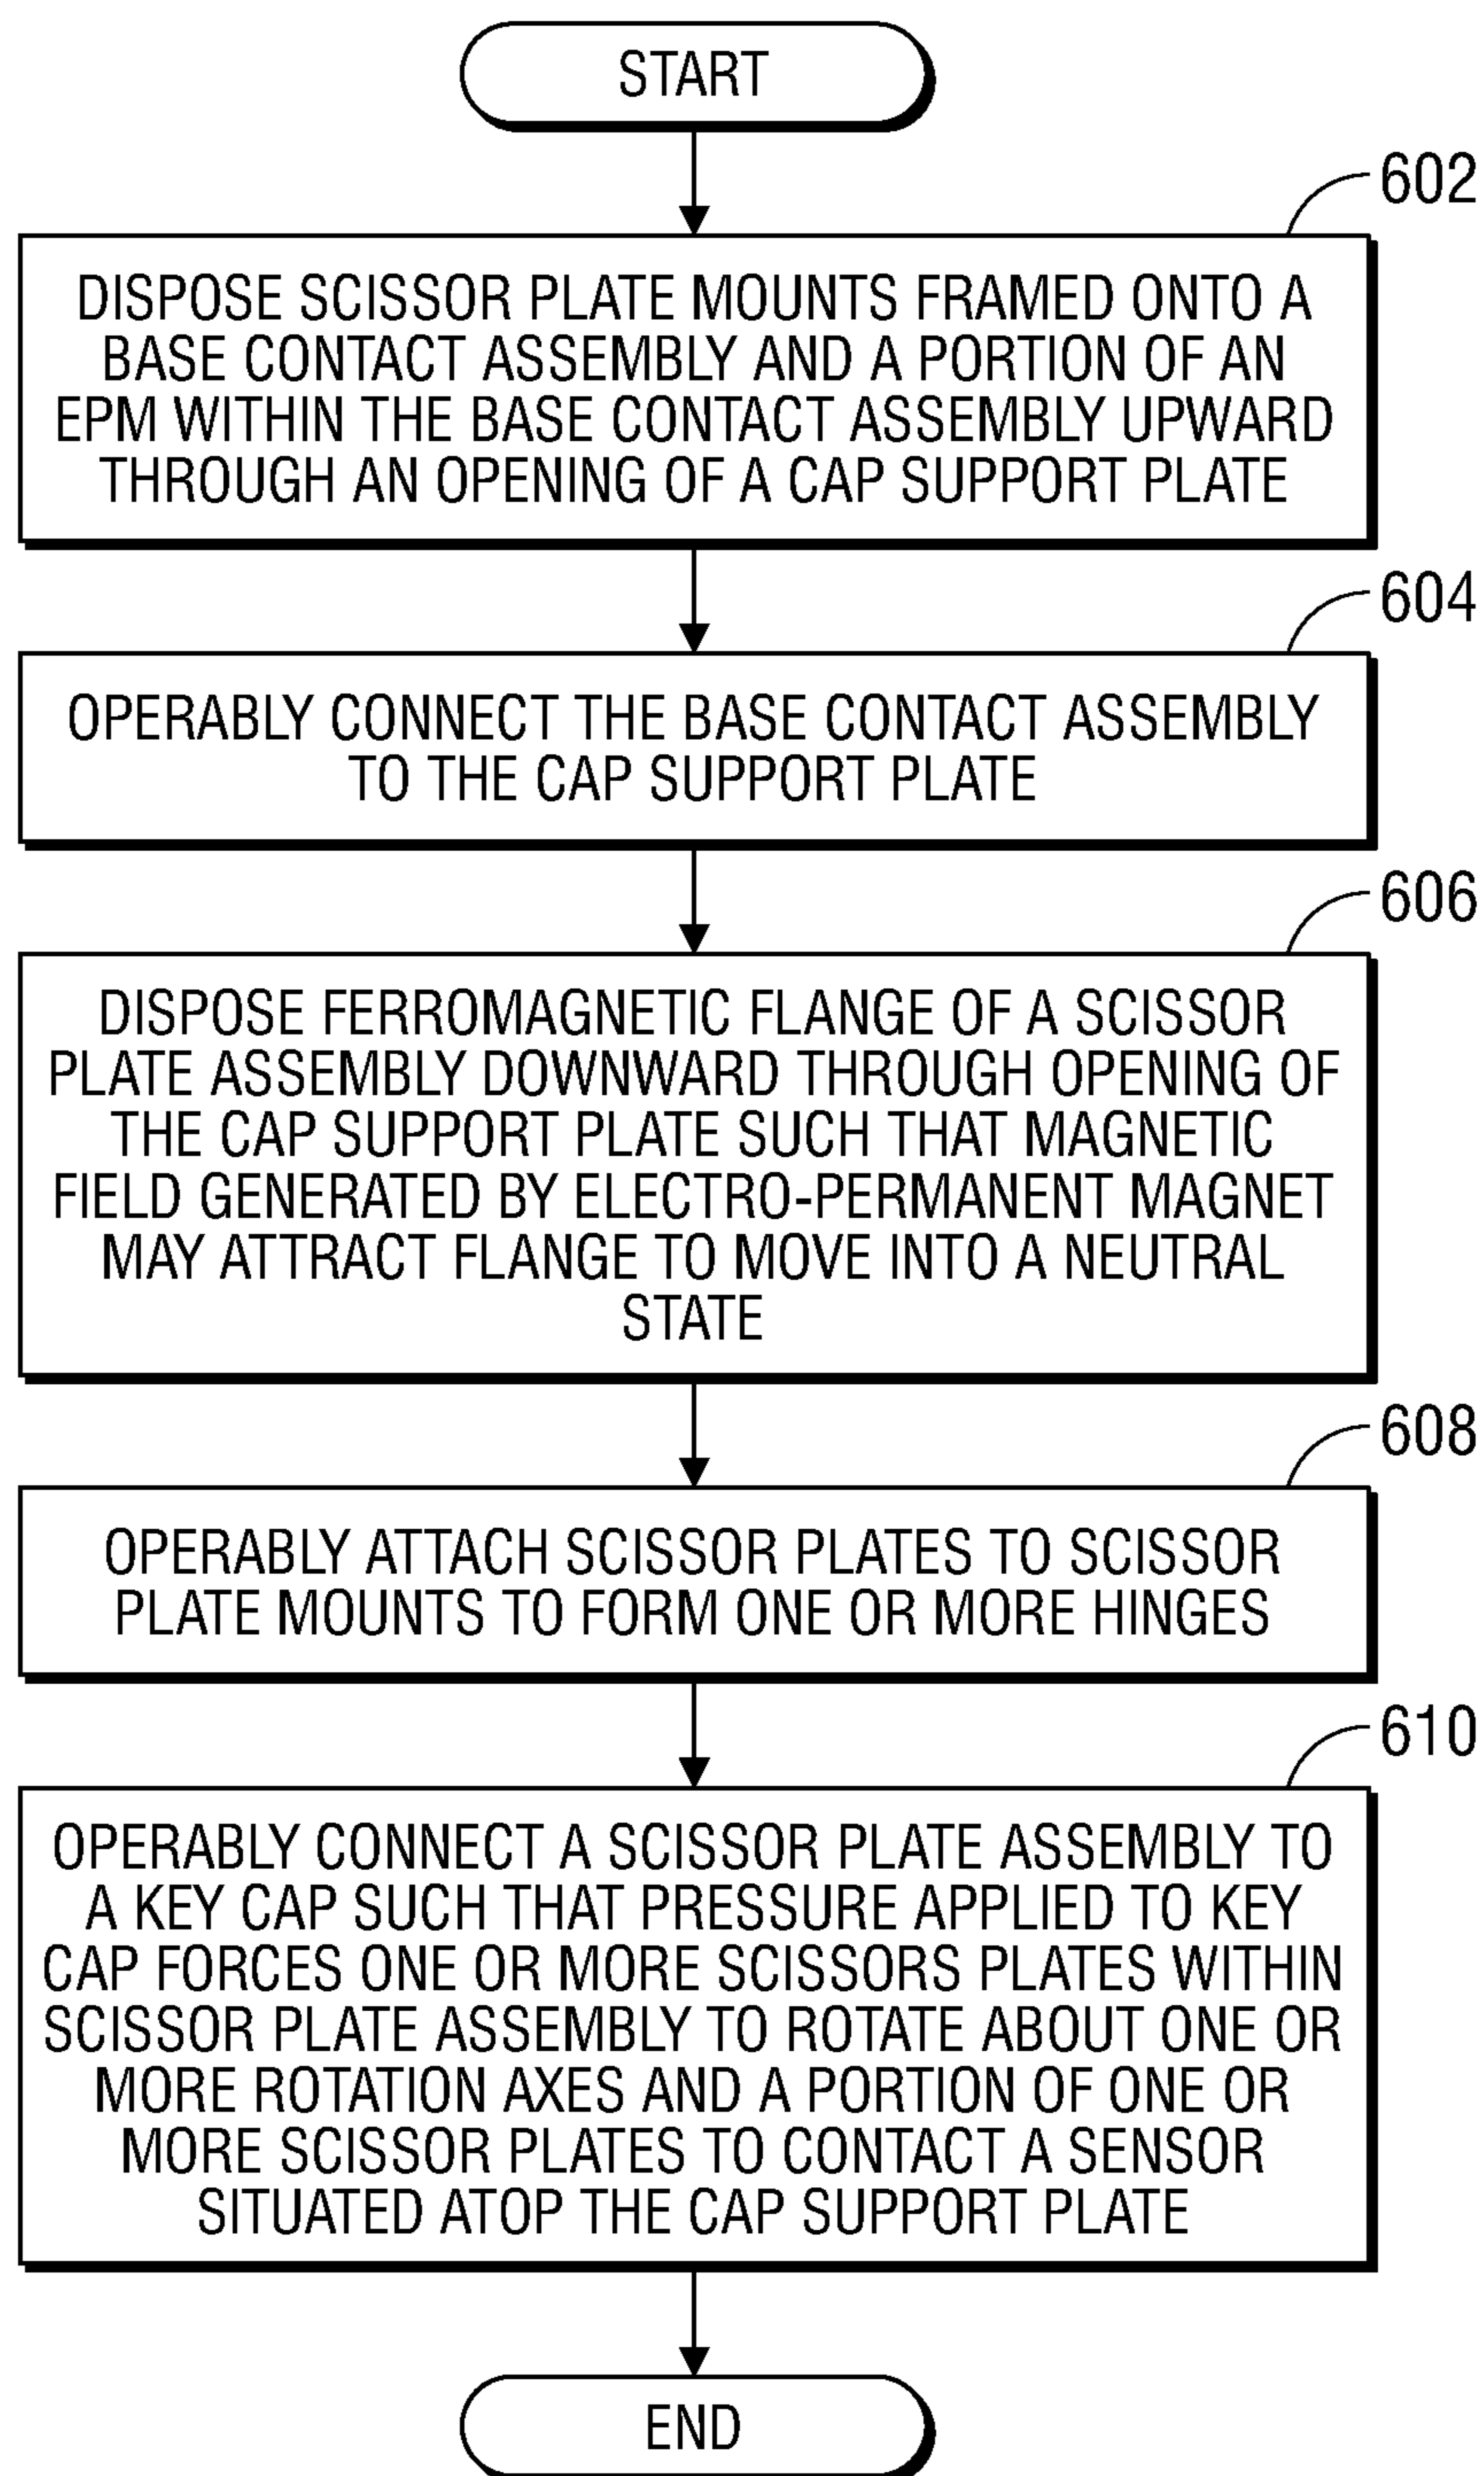 START
602
DISPOSE SCISSOR PLATE MOUNTS FRAMED ONTO A
BASE CONTACT ASSEMBLY AND A PORTION OF AN
EPM WITHIN THE BASE CONTACT ASSEMBLY UPWARD
THROUGH AN OPENING OF A CAP SUPPORT PLATE
604
OPERABLY CONNECT THE BASE CONTACT ASSEMBLY
TO THE CAP SUPPORT PLATE
606
DISPOSE FERROMAGNETIC FLANGE OF A SCISSOR
PLATE ASSEMBLY DOWNWARD THROUGH OPENING OF
THE CAP SUPPORT PLATE SUCH THAT MAGNETIC
FIELD GENERATED BY ELECTRO-PERMANENT MAGNET
MAY ATTRACT FLANGE TO MOVE INTO A NEUTRAL
STATE
608
OPERABLY ATTACH SCISSOR PLATES TO SCISSOR
PLATE MOUNTS TO FORM ONE OR MORE HINGES
610
OPERABLY CONNECT A SCISSOR PLATE ASSEMBLY TO
A KEY CAP SUCH THAT PRESSURE APPLIED TO KEY
CAP FORCES ONE OR MORE SCISSORS PLATES WITHIN
SCISSOR PLATE ASSEMBLY TO ROTATE ABOUT ONE OR
MORE ROTATION AXES AND A PORTION OF ONE OR
MORE SCISSOR PLATES TO CONTACT A SENSOR
SITUATED ATOP THE CAP SUPPORT PLATE
END